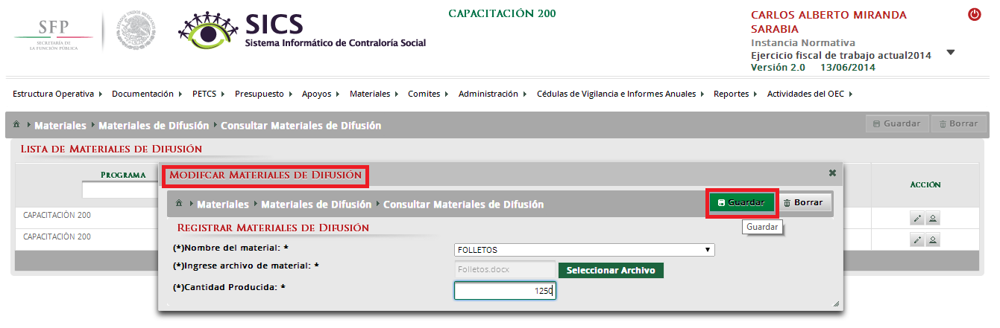 CAPACITACIÓN 200
SFP
SECRETARÍA DE
LA FUNCIÓN PÚBLICA
ESTADOS UNIDOS MEXICANOS
SICS
Sistema Informático de Contraloría Social
CARLOS ALBERTO MIRANDA
SARABIA
Instancia Normativa
Ejercicio fiscal de trabajo actual2014
Versión 2.0 13/06/2014
Estructura Operativa Documentación PETCS Presupuesto Apoyos Materiales Comites Administración Cédulas de Vigilancia e Informes Anuales Reportes Actividades del OEC
Materiales Materiales de Difusión Consultar Materiales de Difusión Guardar Borrar
LISTA DE MATERIALES DE DIFUSIÓN
PROGRAMA
ACCIÓN
CAPACITACIÓN 200
CAPACITACIÓN 200
MODIFCAR MATERIALES DE DIFUSIÓN
Materiales Materiales de Difusión Consultar Materiales de Difusión Guardar Borrar
Guardar
REGISTRAR MATERIALES DE DIFUSIÓN
(*)Nombre del material: * FOLLETOS
(*)Ingrese archivo de material: * Folletos.docx Seleccionar Archivo
(*)Cantidad Producida: * 1250